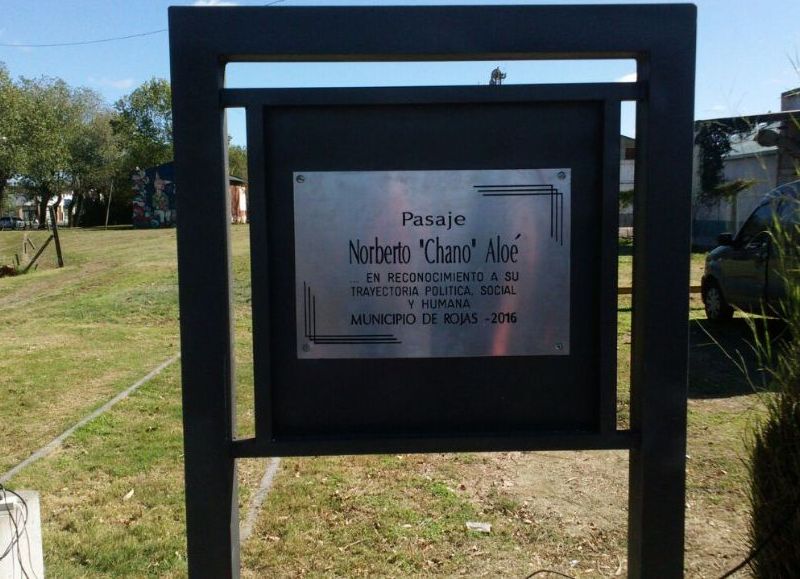 Pasaje
Norberto "Chano" Aloé
... EN RECONOCIMIENTO A SU
TRAYECTORIA POLITICA, SOCIAL
Y HUMANA
MUNICIPIO DE ROJAS - 2016